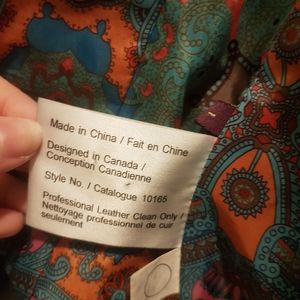 Made in China / Fait en Chine
Designed in Canada /
Conception Canadienne
Style No. / Catalogue 10165
Professional Leather Clean Only /
Nettoyage professionnel de cuir
seulement